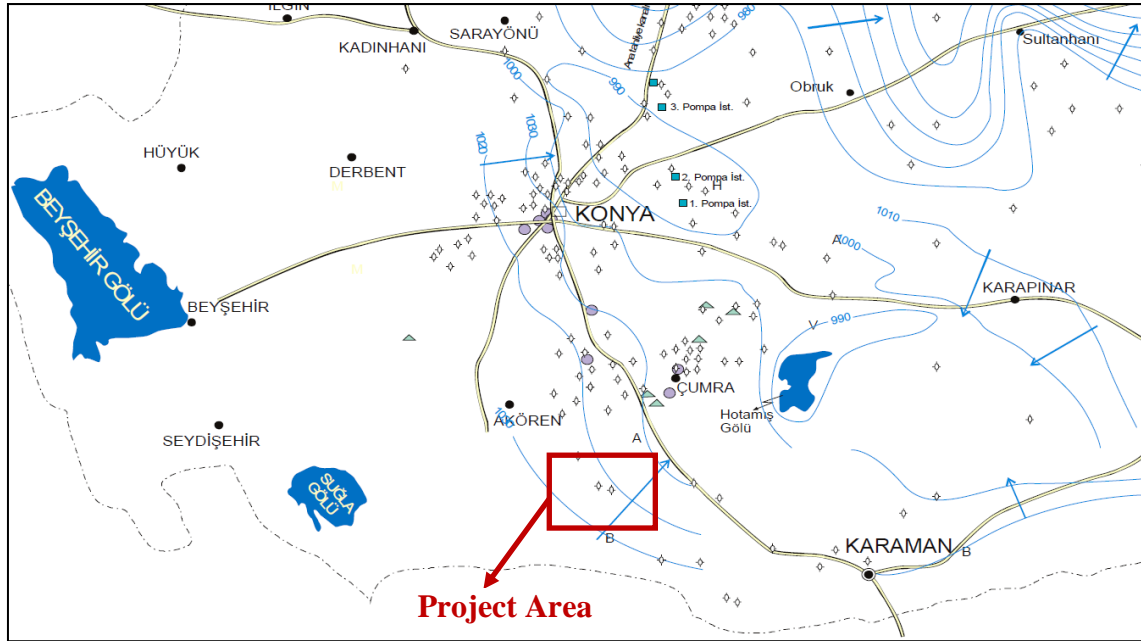 ILGIN
SARAYÖNÜ
KADINHANI
980
Sultanhanı
1000
990
Obruk
3. Pompa İst.
1030
1020
HÜYÜK
DERBENT
M
2. Pompa İst.
H
1. Pompa İst.
KONYA
BEYŞEHİR GÖLÜ
1010
A
1000
M
KARAPINAR
BEYŞEHİR
V
990
ÇUMRA
AKÖREN
Hotamış
Gölü
SEYDİŞEHİR
A
SUĞLA
GÖLÜ
B
KARAMAN
B
Project Area